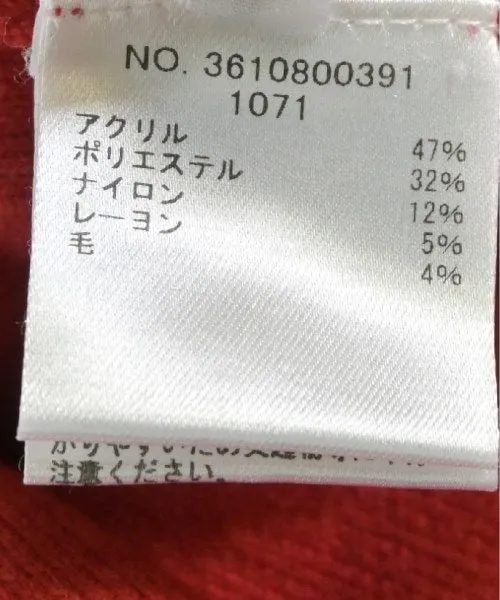 NO. 3610800391
1071
アクリル 47%
ポリエステル 32%
ナイロン 12%
レーヨン 5%
毛 4%
注意ください。